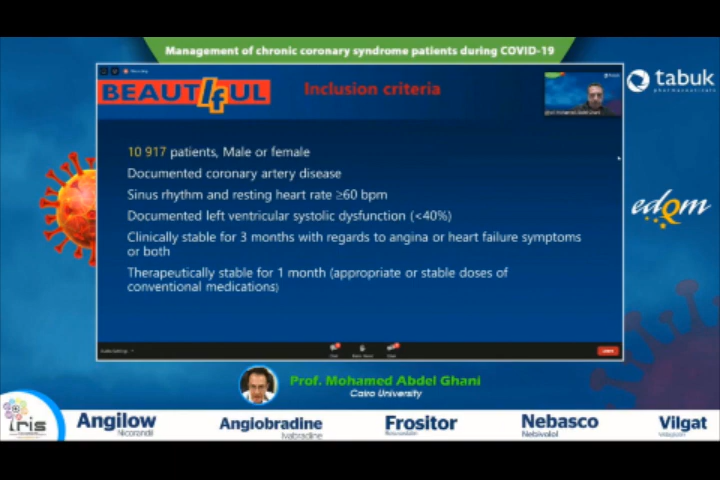 Management of chronic coronary syndrome patients during COVID-19
BEAUTIfUL
Inclusion criteria
tabuk
pharmaceuticals
10 917 patients, Male or female
Documented coronary artery disease
Sinus rhythm and resting heart rate ≥60 bpm
Documented left ventricular systolic dysfunction (<40%)
Clinically stable for 3 months with regards to angina or heart failure symptoms
or both
Therapeutically stable for 1 month (appropriate or stable doses of
conventional medications)
edqm
Prof. Mohamed Abdel Ghani
Cairo University
iris
Angilow
Nicorandil
Angiobradine
Ivabradine
Frositor
Nebasco
Nebivolol
Vilgat